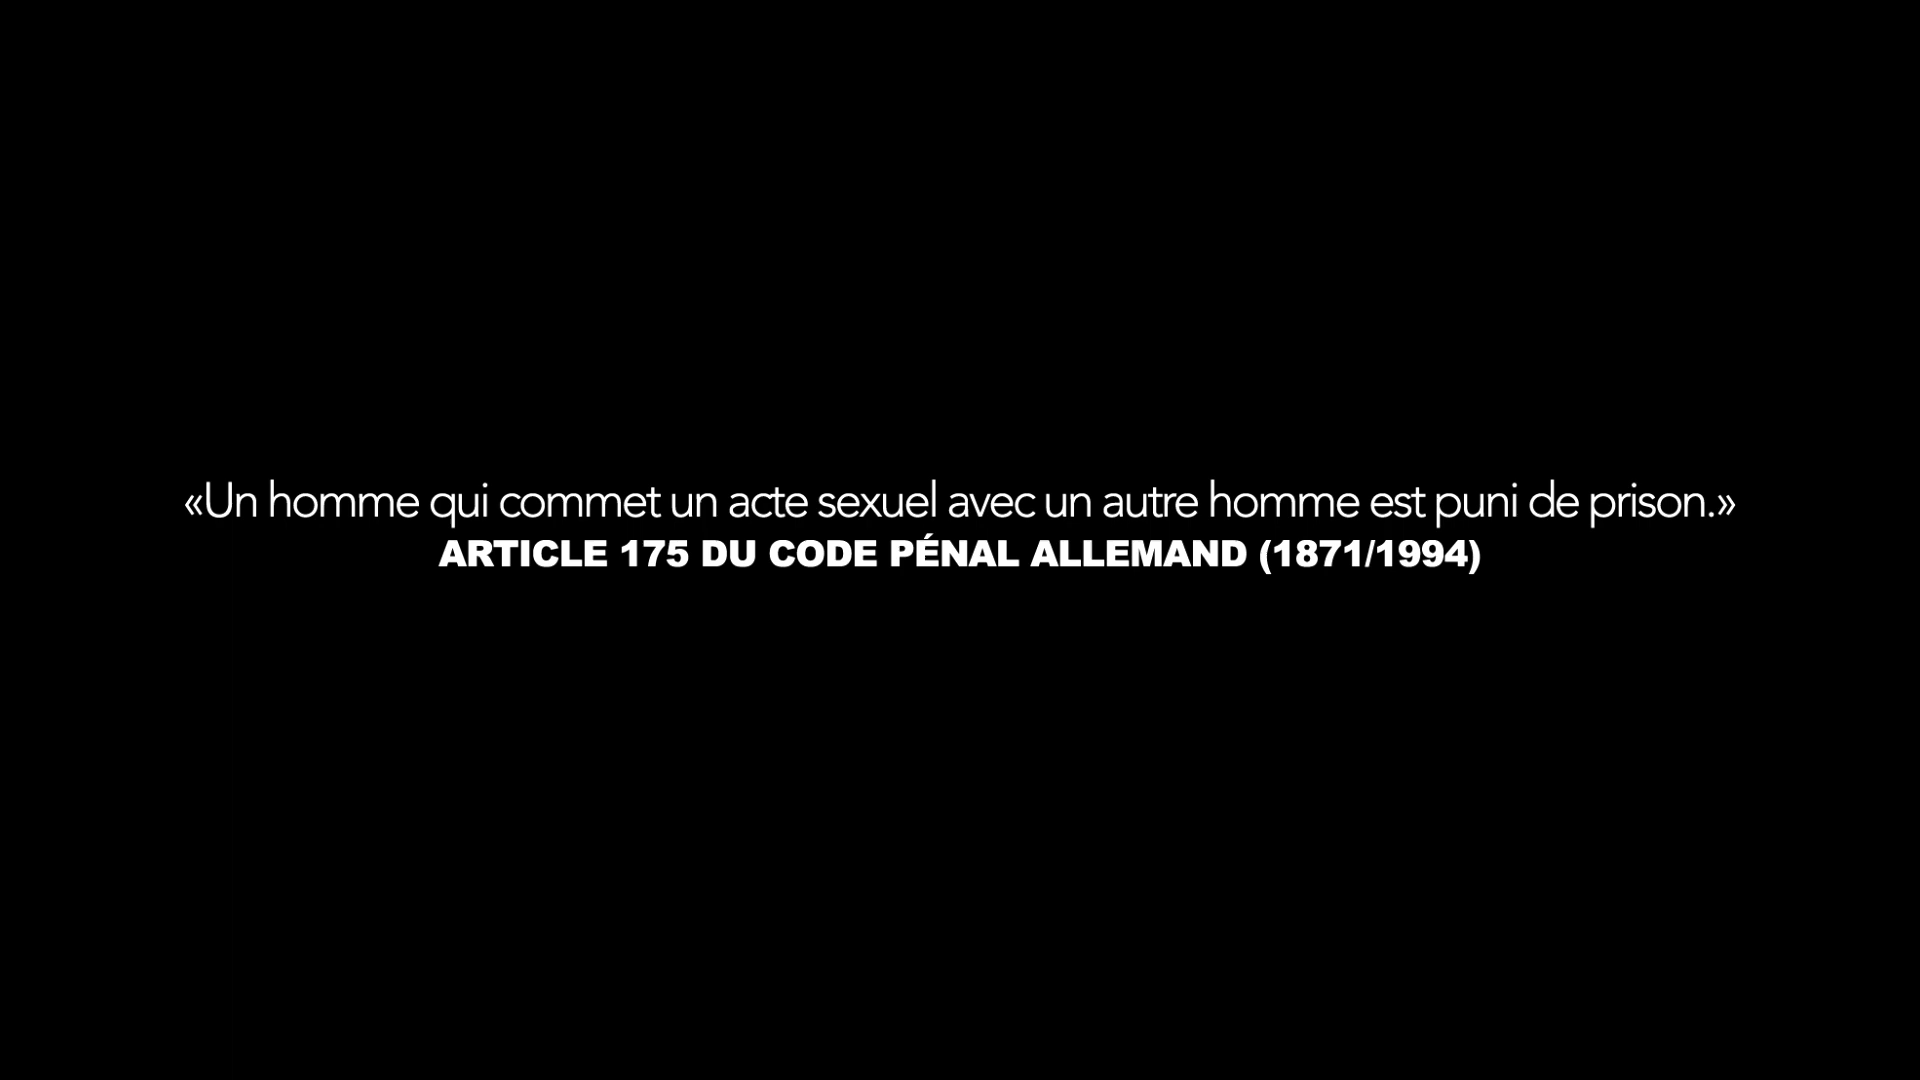 «Un homme qui commet un acte sexuel avec un autre homme est puni de prison.»
ARTICLE 175 DU CODE PÉNAL ALLEMAND (1871/1994)